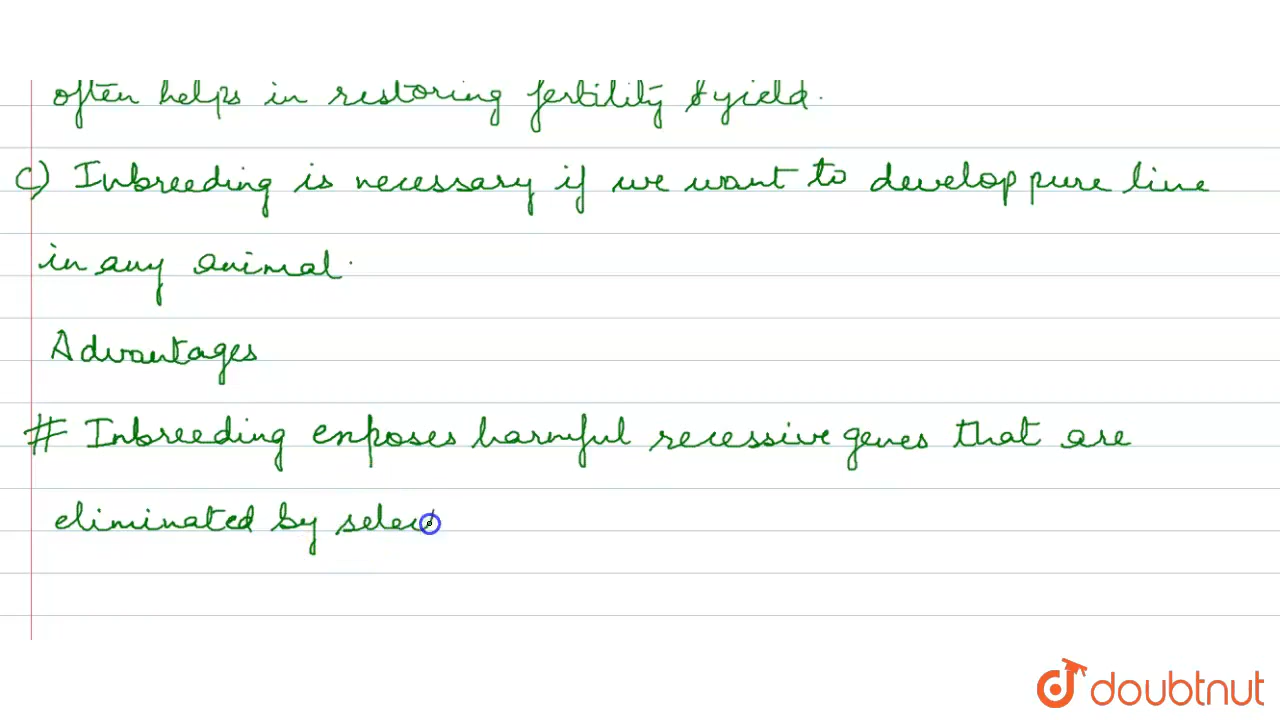 often helps in restoring fertility & yield.
C) Inbreeding is necessary if we want to develop pure line
in any animal.
Advantages
# Inbreeding exposes harmful recessive genes that are
eliminated by selec
doubtnut